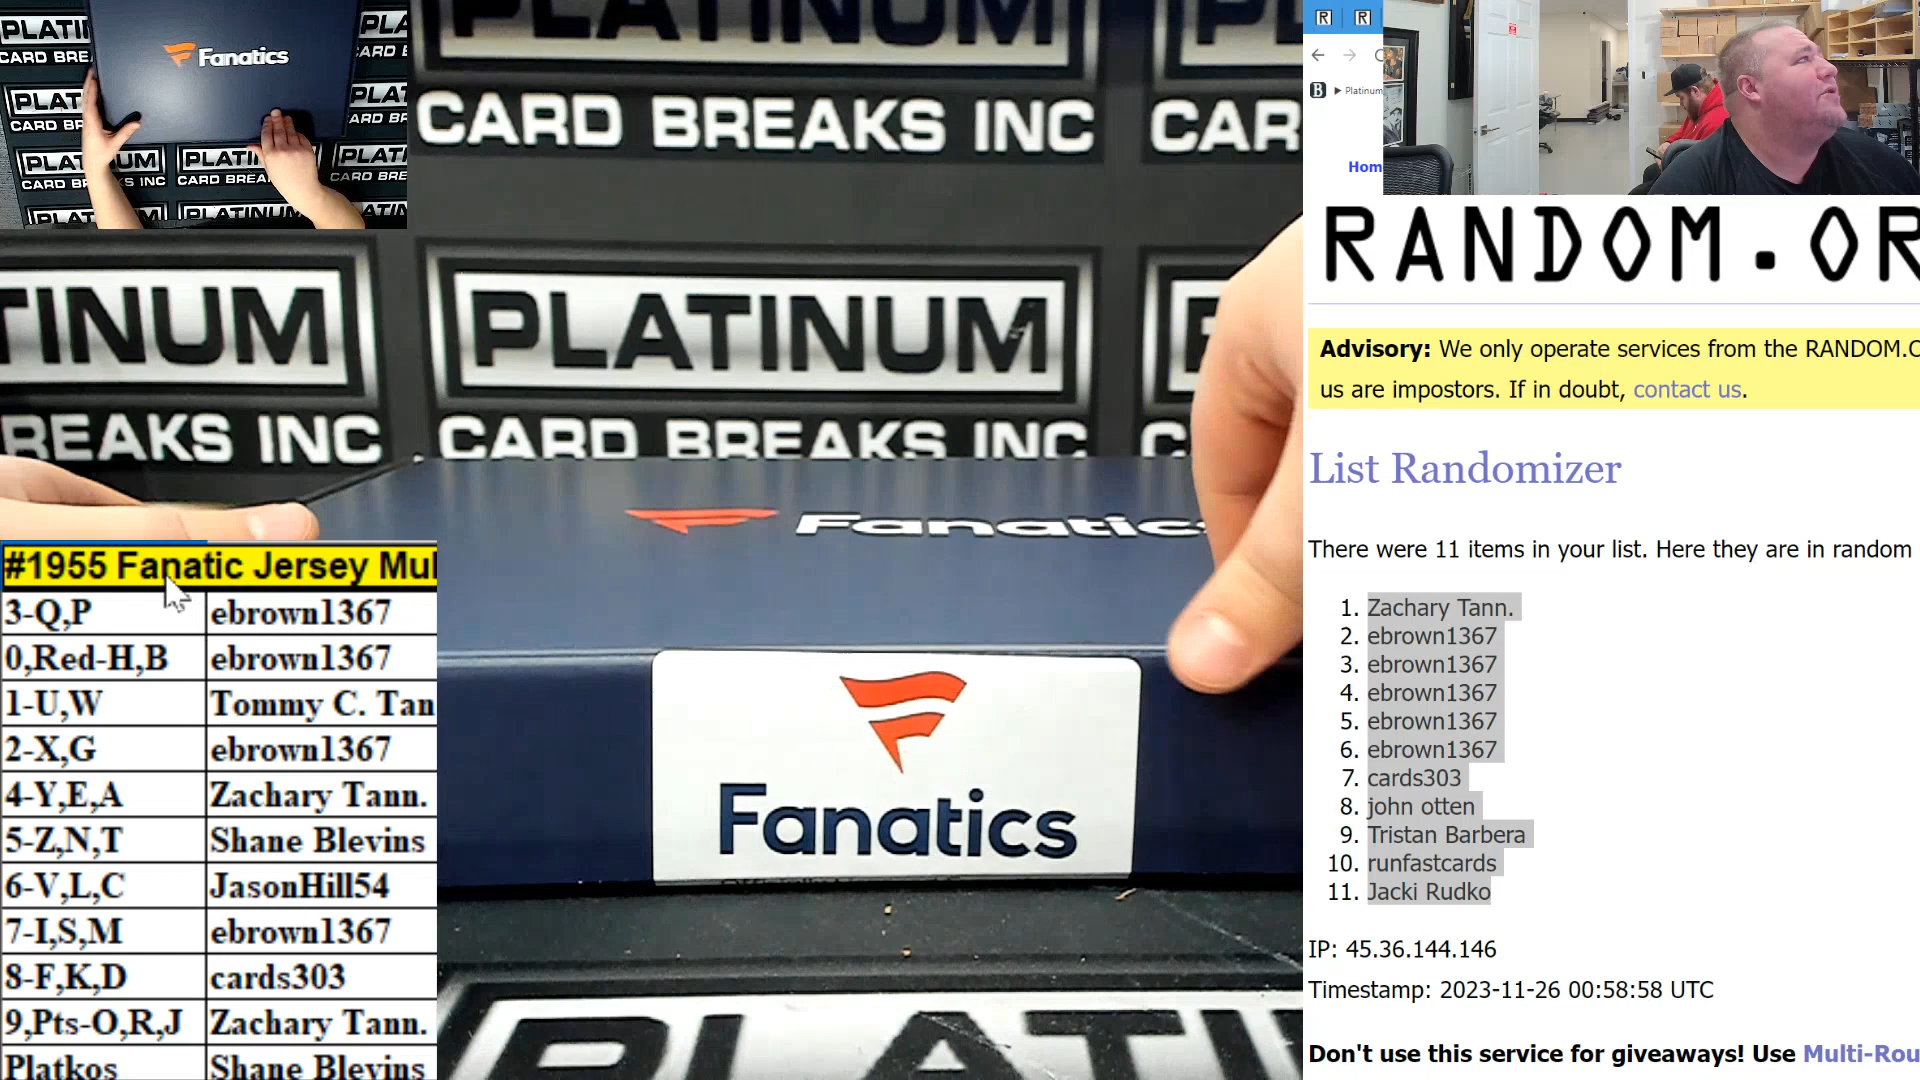 Fanatics
PLATINUM
CARD BREAKS INC
CARD BREAKS INC
PLATINUM
CARD BREAKS INC
Fanatics
Fanatics
#1955 Fanatic Jersey Mul
3-Q,P ebrown1367
0,Red-H,B ebrown1367
1-U,W Tommy C. Tan
2-X,G ebrown1367
4-Y,E,A Zachary Tann.
5-Z,N,T Shane Blevins
6-V,L,C JasonHill54
7-I,S,M ebrown1367
8-F,K,D cards303
9,Pts-O,R,J Zachary Tann.
Platkos Shane Blevins
Platinum
Hom
RANDOM.OR
Advisory: We only operate services from the RANDOM.O
us are impostors. If in doubt, contact us.
List Randomizer
There were 11 items in your list. Here they are in random
1. Zachary Tann.
2. ebrown1367
3. ebrown1367
4. ebrown1367
5. ebrown1367
6. ebrown1367
7. cards303
8. john otten
9. Tristan Barbera
10. runfastcards
11. Jacki Rudko
IP: 45.36.144.146
Timestamp: 2023-11-26 00:58:58 UTC
Don't use this service for giveaways! Use Multi-Rou